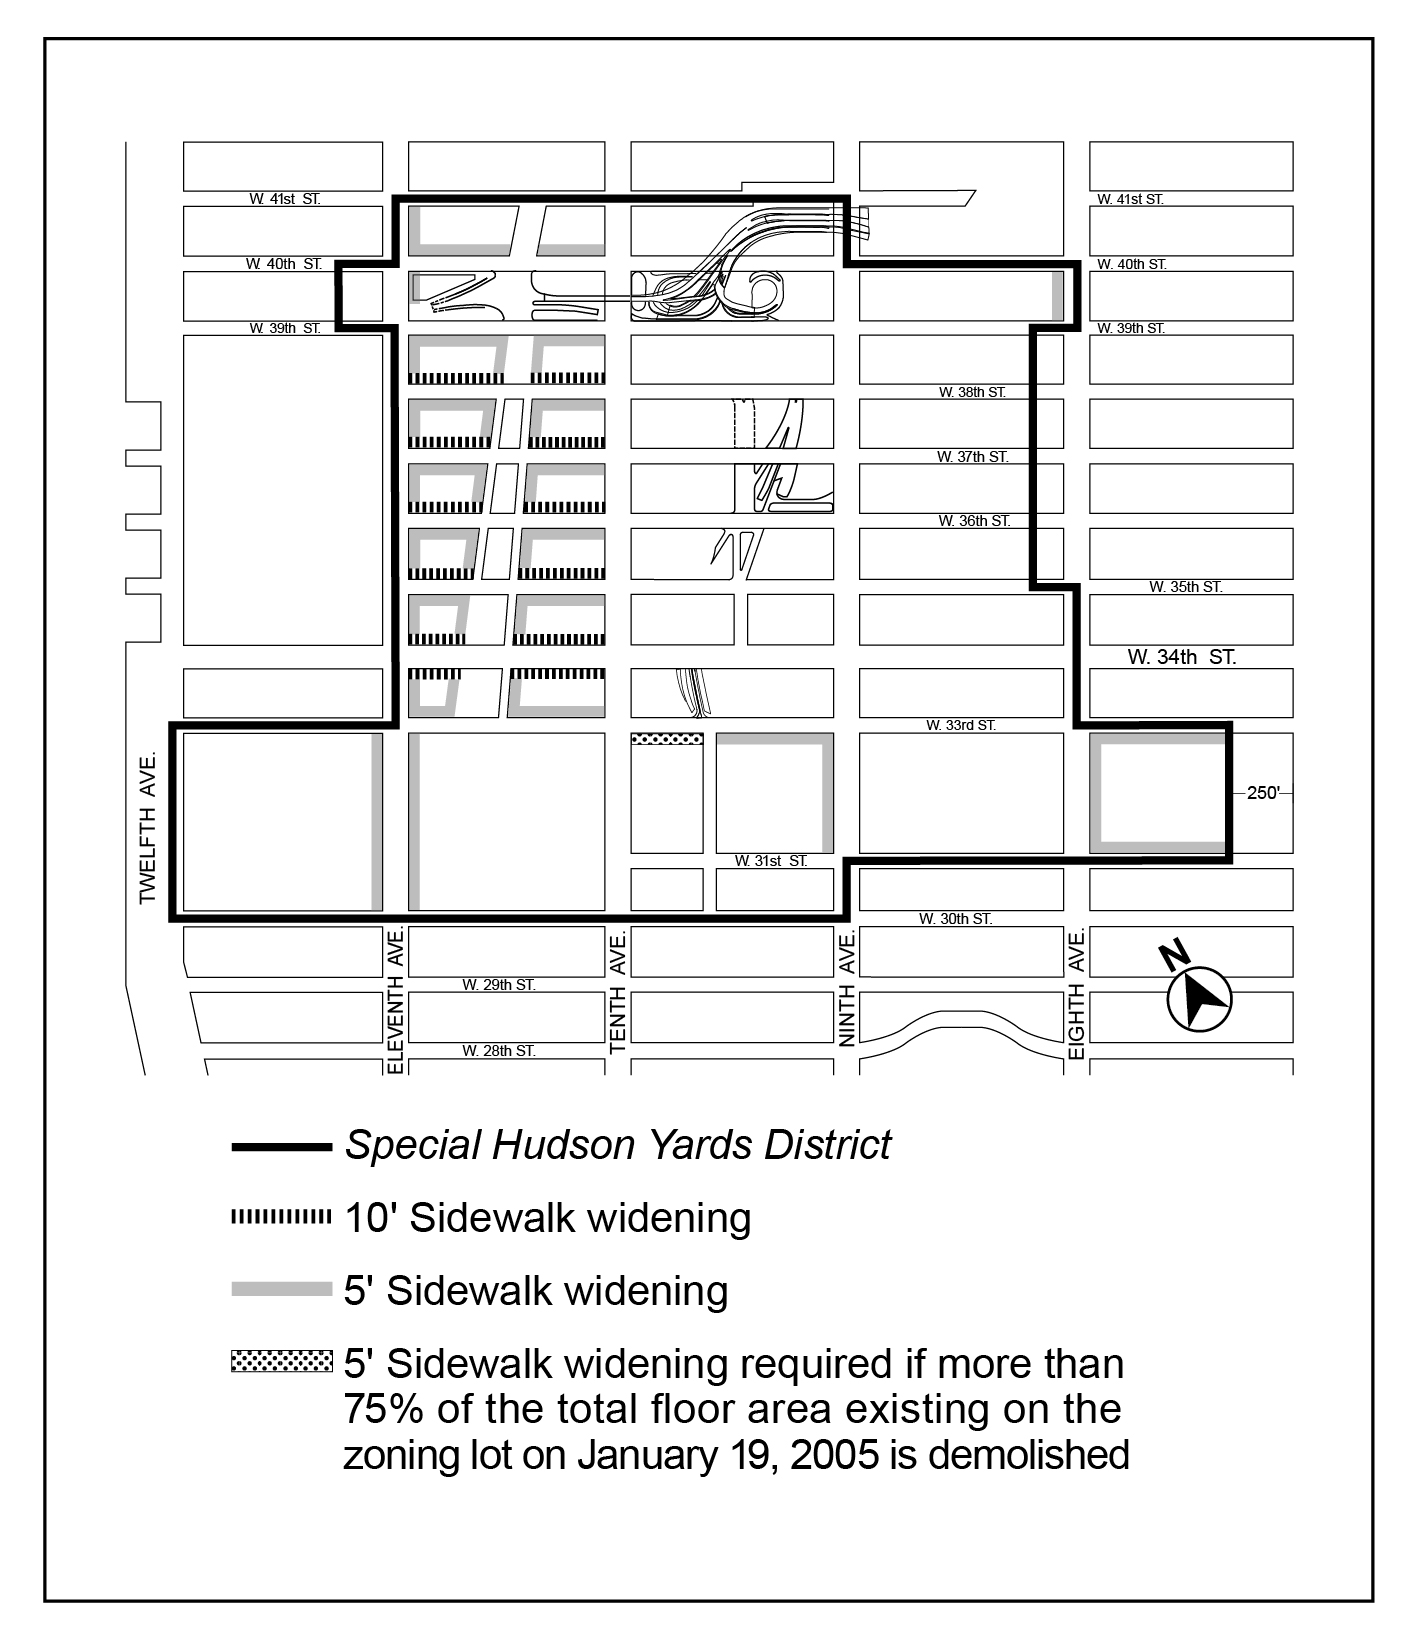 W. 41st ST.
W. 41st ST.
W. 40th ST.
W. 40th ST.
W. 39th ST.
W. 39th ST.
W. 38th ST.
W. 37th ST.
W. 36th ST.
W. 35th ST.
W. 34th ST.
W. 33rd ST.
TWELFTH AVE.
250'
W. 31st ST.
W. 30th ST.
ELEVENTH AVE.
TENTH AVE.
NINTH AVE.
EIGHTH AVE.
N
W. 29th ST.
W. 28th ST.
Special Hudson Yards District
10' Sidewalk widening
5' Sidewalk widening
5' Sidewalk widening required if more than
75% of the total floor area existing on the
zoning lot on January 19, 2005 is demolished